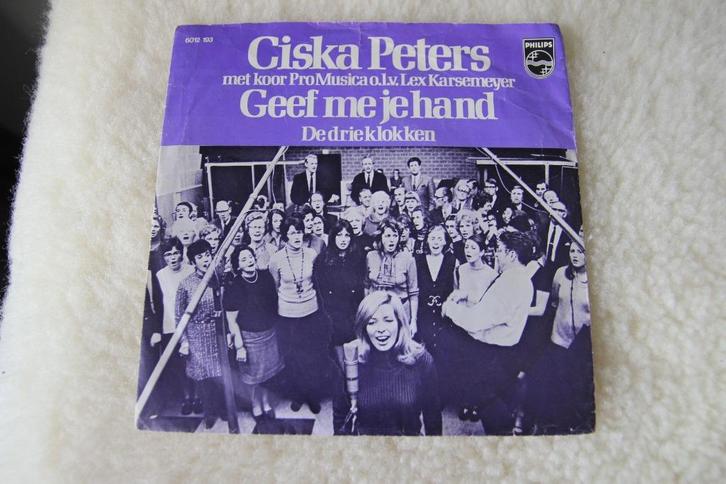 6012 193
Ciska Peters
PHILIPS
met koor Pro Musica o.l.v. Lex Karsemeyer
Geef me je hand
De drie klokken